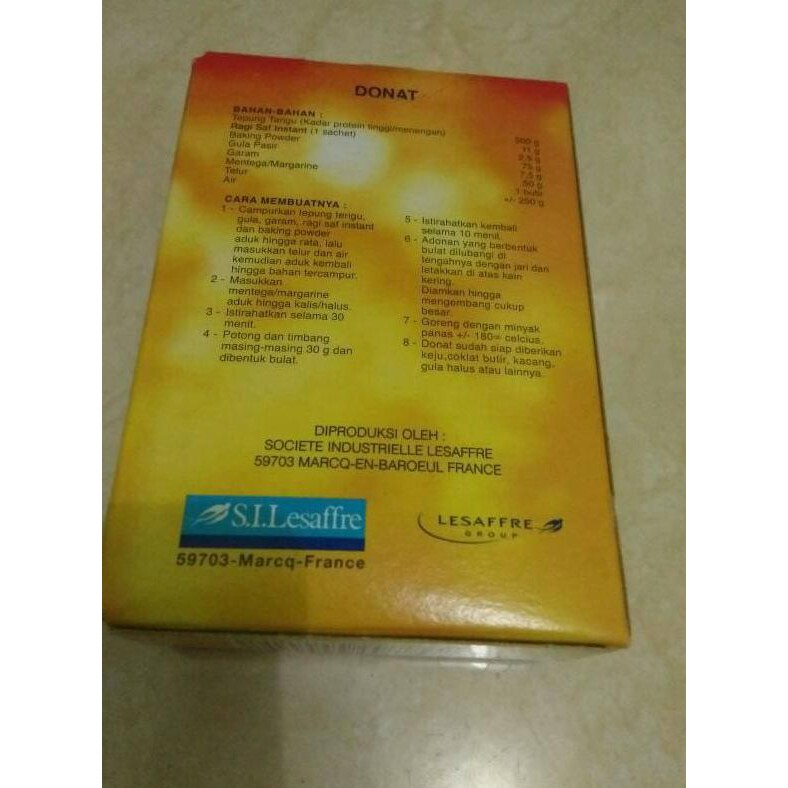 DONAT
BAHAN-BAHAN :
Tepung Tarigu (Kadar protein tinggi/menengah) 500 g
Ragi Saf Instant (1 sachet) 11 g
Baking Powder 2,5 g
Gula Pasir 75 g
Garam 7,5 g
Mentega/Margarine 50 g
Telur 1 butir
Air +/- 250 g
CARA MEMBUATNYA :
1 - Campurkan tepung terigu,
gula, garam, ragi saf instant
dan baking powder
aduk hingga rata, lalu
masukkan telur dan air
kemudian aduk kembali
hingga bahan tercampur.
2 - Masukkan
mentega/margarine
aduk hingga kalis/halus.
3 - Istirahatkan selama 30
menit.
4 - Potong dan timbang
masing-masing 30 g dan
dibentuk bulat.
5 - Istirahatkan kembali
selama 10 menit.
6 - Adonan yang berbentuk
bulat dilubangi di
tengahnya dengan jari dan
letakkan di atas kain
kering.
Diamkan hingga
mengembang cukup
besar.
7 - Goreng dengan minyak
panas +/- 180= celcius.
8 - Donat sudah siap diberikan
keju,coklat butir, kacang,
gula halus atau lainnya.
DIPRODUKSI OLEH :
SOCIETE INDUSTRIELLE LESAFFRE
59703 MARCQ-EN-BAROEUL FRANCE
S.I.Lesaffre
59703-Marcq-France
LESAFFRE
GROUP